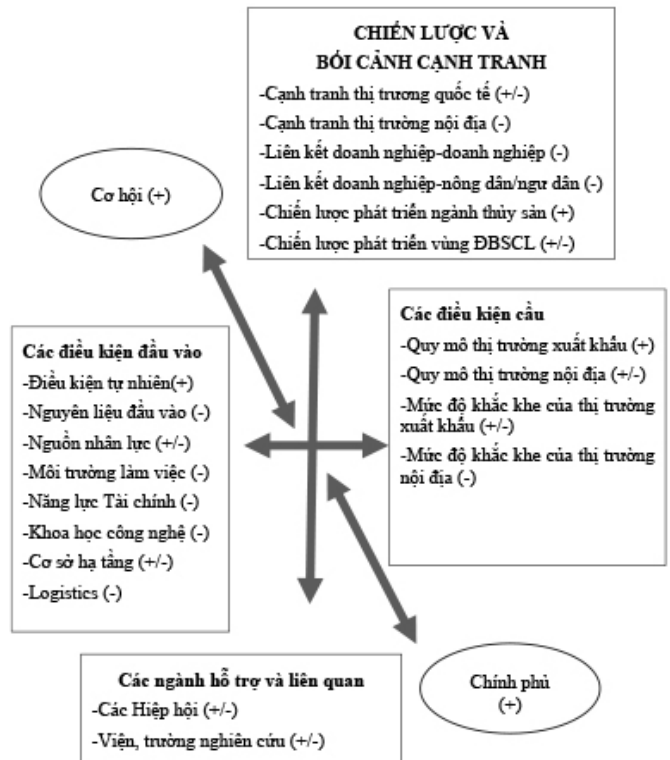 CHIẾN LƯỢC VÀ
BỐI CẢNH CẠNH TRANH
-Cạnh tranh thị trương quốc tế (+/-)
-Cạnh tranh thị trường nội địa (-)
-Liên kết doanh nghiệp-doanh nghiệp (-)
-Liên kết doanh nghiệp-nông dân/ngư dân (-)
-Chiến lược phát triển ngành thủy sản (+)
-Chiến lược phát triển vùng ĐBSCL (+/-)
Cơ hội (+)
Các điều kiện đầu vào
-Điều kiện tự nhiên(+)
-Nguyên liệu đầu vào (-)
-Nguồn nhân lực (+/-)
-Môi trường làm việc (-)
-Năng lực Tài chính (-)
-Khoa học công nghệ (-)
-Cơ sở hạ tầng (+/-)
-Logistics (-)
Các điều kiện cầu
-Quy mô thị trường xuất khẩu (+)
-Quy mô thị trường nội địa (+/-)
-Mức độ khắc khe của thị trường
xuất khẩu (+/-)
-Mức độ khắc khe của thị trường
nội địa (-)
Các ngành hỗ trợ và liên quan
-Các Hiệp hội (+/-)
-Viện, trường nghiên cứu (+/-)
Chính phủ
(+)